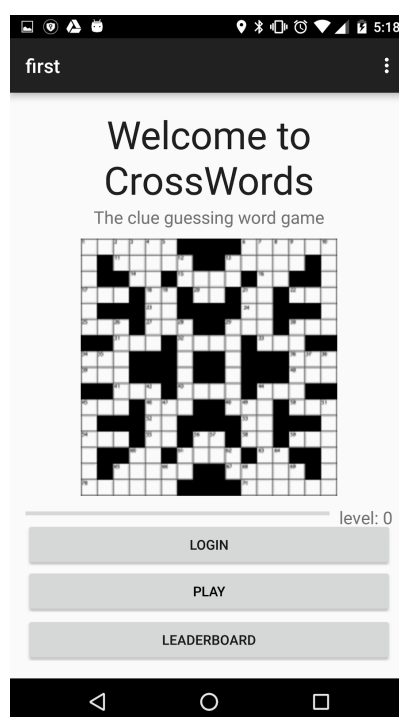 5:18
first
Welcome to
CrossWords
The clue guessing word game
level: 0
LOGIN
PLAY
LEADERBOARD